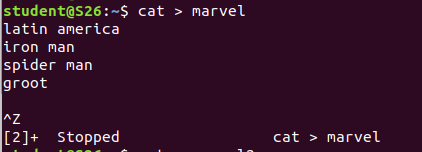 student@S26:~$ cat > marvel
latin america
iron man
spider man
groot
^Z
[2]+  Stopped                 cat > marvel